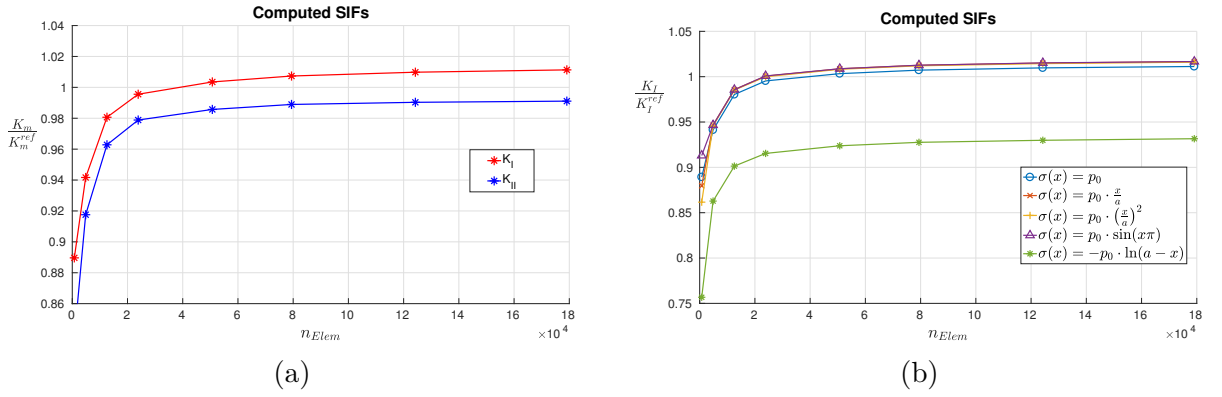 Computed SIFs
1.04
1.02
1
0.98
0.96
0.94
0.92
0.9
0.88
0.86
K_m / K_m^{ref}
K_I
K_II
0 2 4 6 8 10 12 14 16 18
n_{Elem}
×10^4
(a)
Computed SIFs
1.05
1
0.95
0.9
0.85
0.8
0.75
K_I / K_I^{ref}
σ(x) = p_0
σ(x) = p_0 · x/a
σ(x) = p_0 · (x/a)^2
σ(x) = p_0 · sin(xπ)
σ(x) = −p_0 · ln(a − x)
0 2 4 6 8 10 12 14 16 18
n_{Elem}
×10^4
(b)